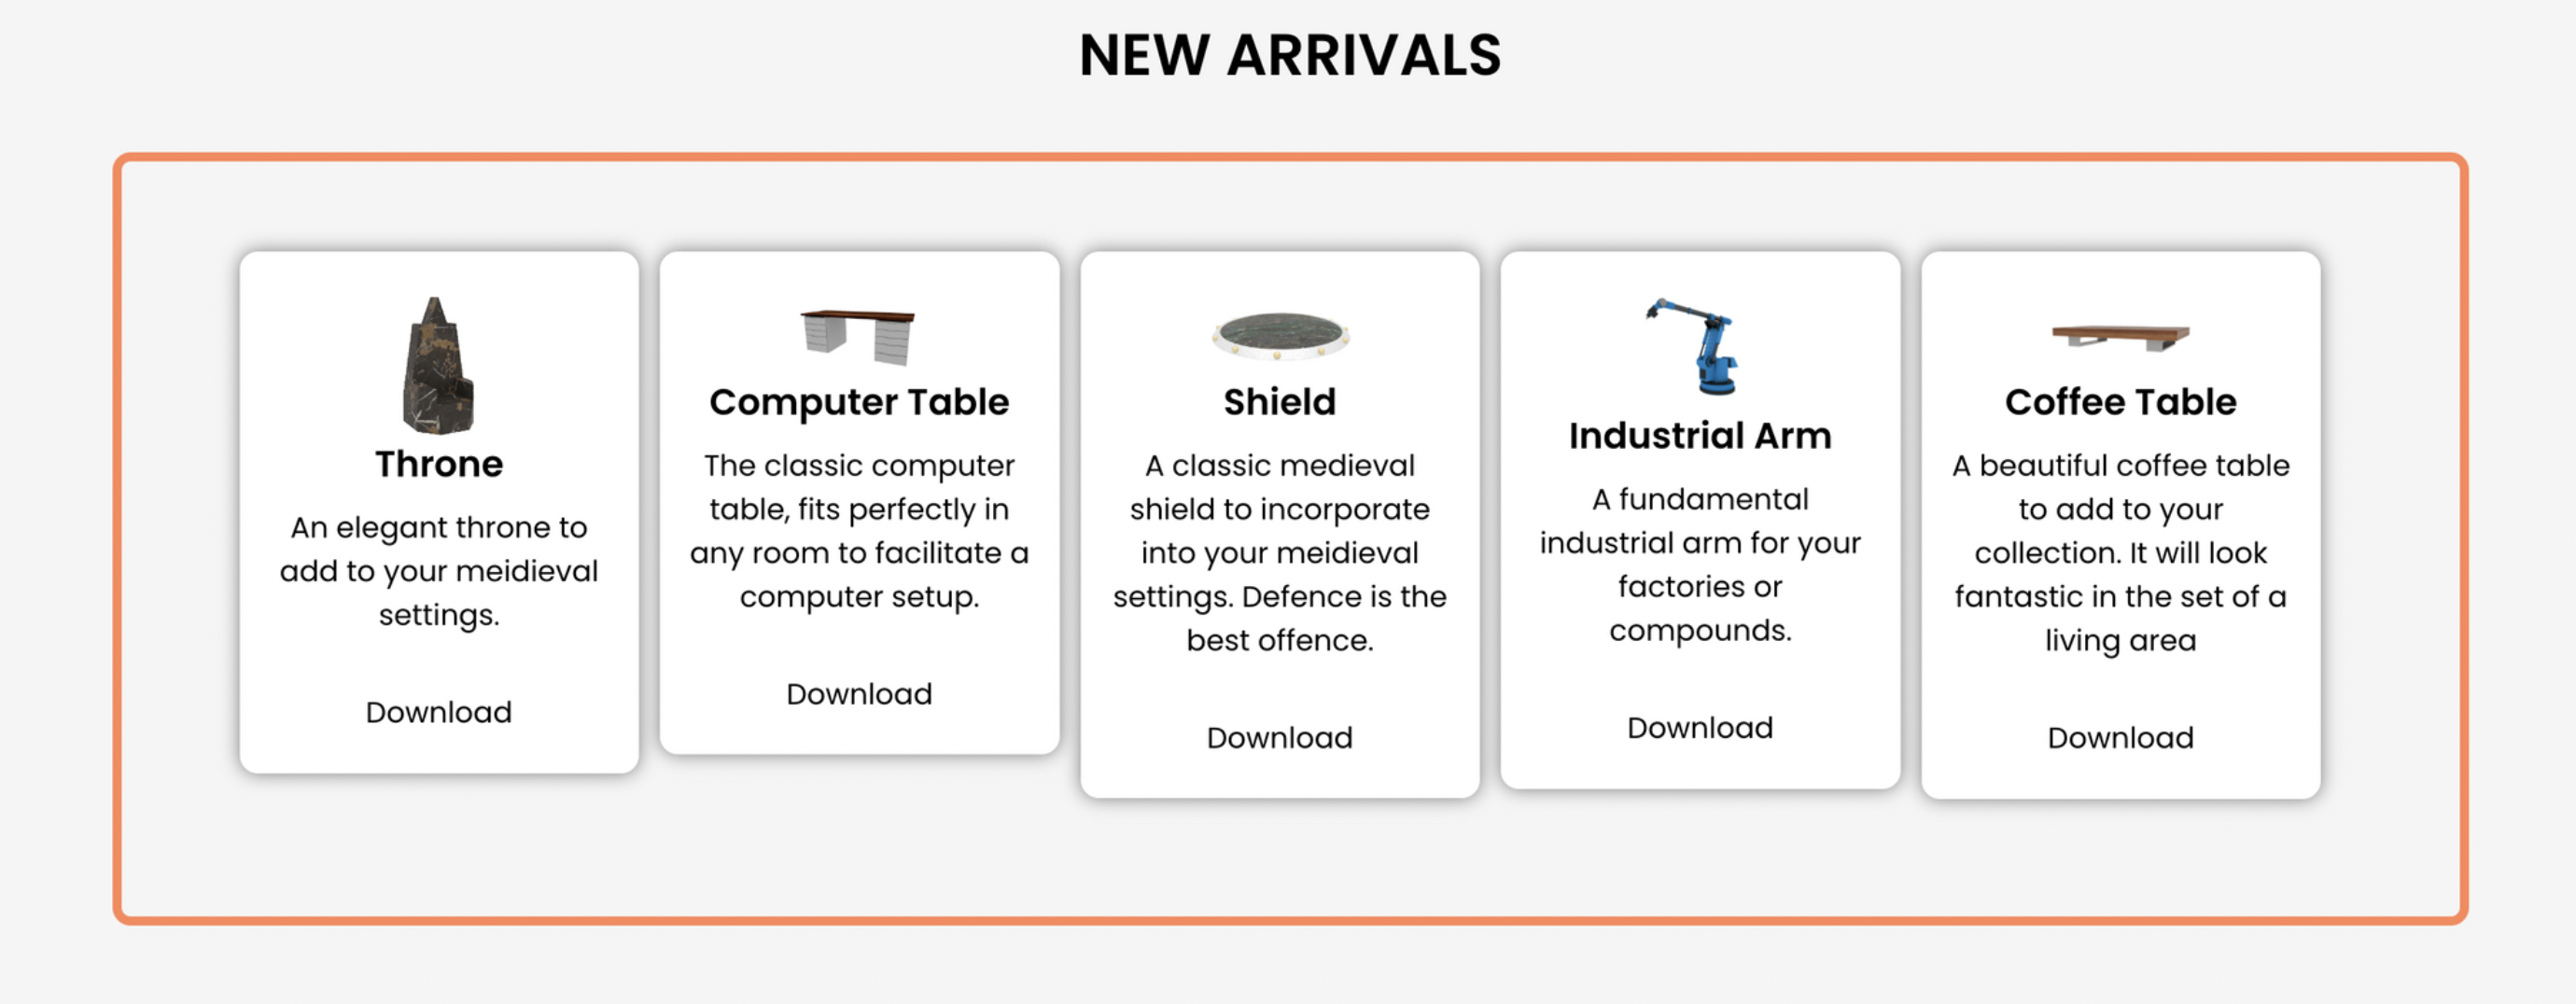 NEW ARRIVALS
Throne
An elegant throne to
add to your meidieval
settings.
Download
Computer Table
The classic computer
table, fits perfectly in
any room to facilitate a
computer setup.
Download
Shield
A classic medieval
shield to incorporate
into your meidieval
settings. Defence is the
best offence.
Download
Industrial Arm
A fundamental
industrial arm for your
factories or
compounds.
Download
Coffee Table
A beautiful coffee table
to add to your
collection. It will look
fantastic in the set of a
living area
Download